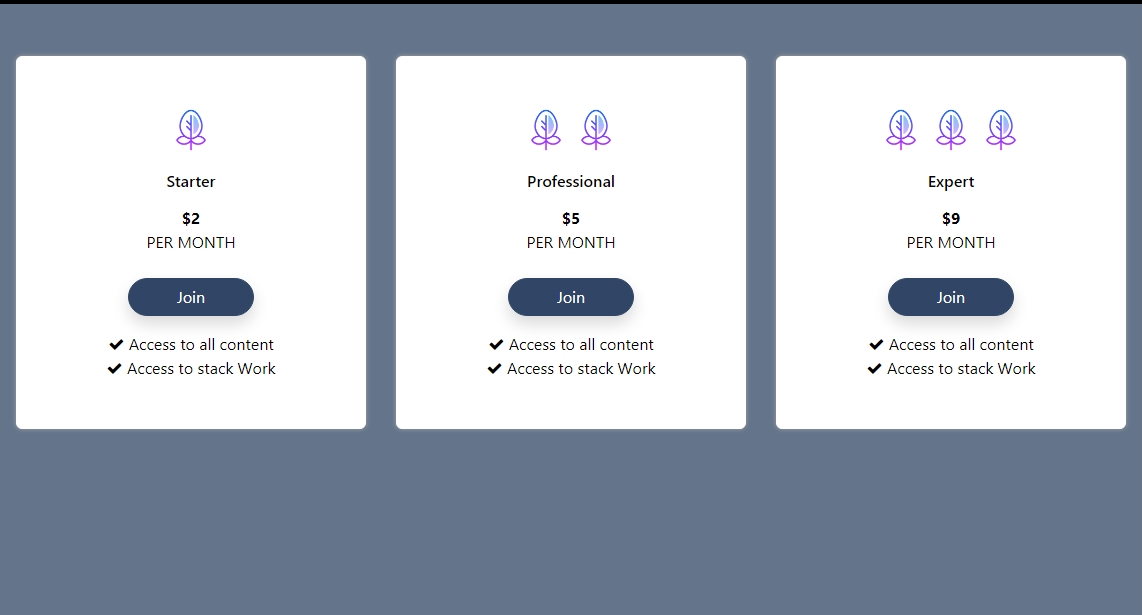 Starter
$2
PER MONTH
Join
Access to all content
Access to stack Work
Professional
$5
PER MONTH
Join
Access to all content
Access to stack Work
Expert
$9
PER MONTH
Join
Access to all content
Access to stack Work